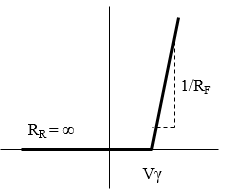 1/R_F
R_R = ∞
Vγ